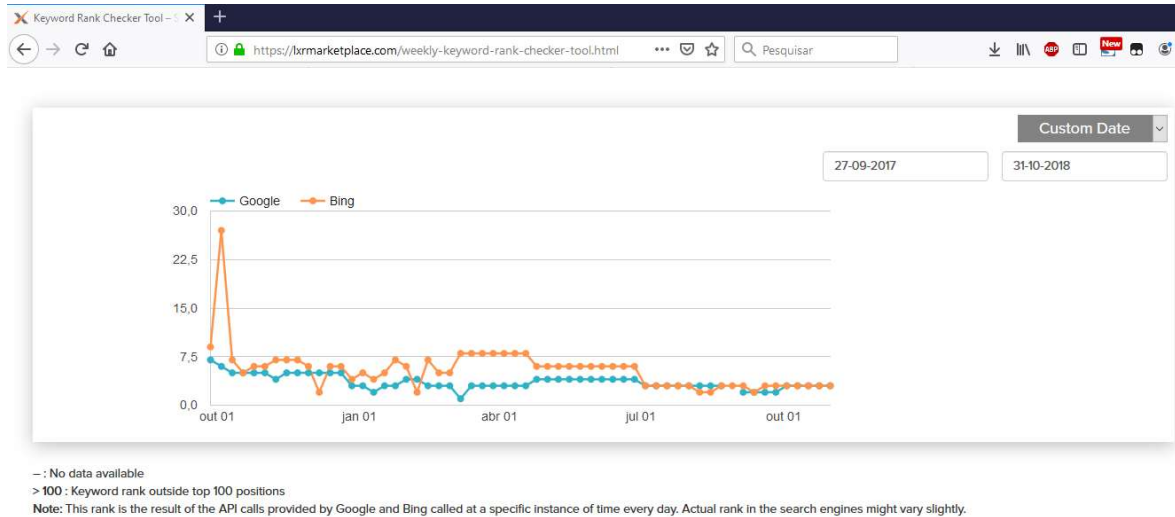 Keyword Rank Checker Tool – S
https://lxrmarketplace.com/weekly-keyword-rank-checker-tool.html
Pesquisar
ABP
New
Custom Date
27-09-2017
31-10-2018
Google
Bing
30,0
22,5
15,0
7,5
0,0
out 01
jan 01
abr 01
jul 01
out 01
– : No data available
> 100 : Keyword rank outside top 100 positions
Note: This rank is the result of the API calls provided by Google and Bing called at a specific instance of time every day. Actual rank in the search engines might vary slightly.